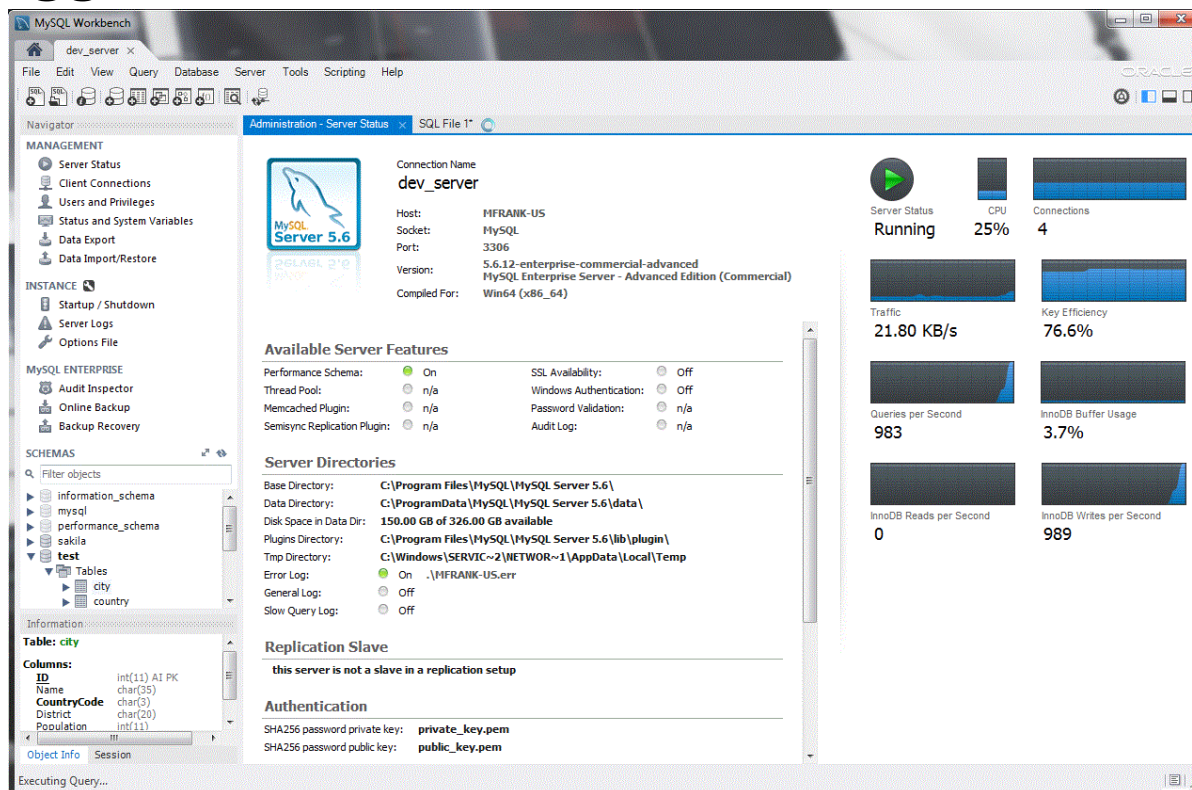 MySQL Workbench
dev_server
File Edit View Query Database Server Tools Scripting Help
ORACLE
Navigator
MANAGEMENT
Server Status
Client Connections
Users and Privileges
Status and System Variables
Data Export
Data Import/Restore
INSTANCE
Startup / Shutdown
Server Logs
Options File
MySQL ENTERPRISE
Audit Inspector
Online Backup
Backup Recovery
SCHEMAS
Filter objects
information_schema
mysql
performance_schema
sakila
test
Tables
city
country
Information
Table: city
Columns:
ID int(11) AI PK
Name char(35)
CountryCode char(3)
District char(20)
Population int(11)
Object Info Session
Executing Query...
Administration - Server Status SQL File 1*
MySQL
Server 5.6
Connection Name
dev_server
Host: MFRANK-US
Socket: MySQL
Port: 3306
Version: 5.6.12-enterprise-commercial-advanced
MySQL Enterprise Server - Advanced Edition (Commercial)
Compiled For: Win64 (x86_64)
Available Server Features
Performance Schema: On SSL Availability: Off
Thread Pool: n/a Windows Authentication: Off
Memcached Plugin: n/a Password Validation: n/a
Semisync Replication Plugin: n/a Audit Log: n/a
Server Directories
Base Directory: C:\Program Files\MySQL\MySQL Server 5.6\
Data Directory: C:\ProgramData\MySQL\MySQL Server 5.6\data\
Disk Space in Data Dir: 150.00 GB of 326.00 GB available
Plugins Directory: C:\Program Files\MySQL\MySQL Server 5.6\lib\plugin\
Tmp Directory: C:\Windows\SERVIC~2\NETWOR~1\AppData\Local\Temp
Error Log: On .\MFRANK-US.err
General Log: Off
Slow Query Log: Off
Replication Slave
this server is not a slave in a replication setup
Authentication
SHA256 password private key: private_key.pem
SHA256 password public key: public_key.pem
Server Status CPU Connections
Running 25% 4
Traffic Key Efficiency
21.80 KB/s 76.6%
Queries per Second InnoDB Buffer Usage
983 3.7%
InnoDB Reads per Second InnoDB Writes per Second
0 989